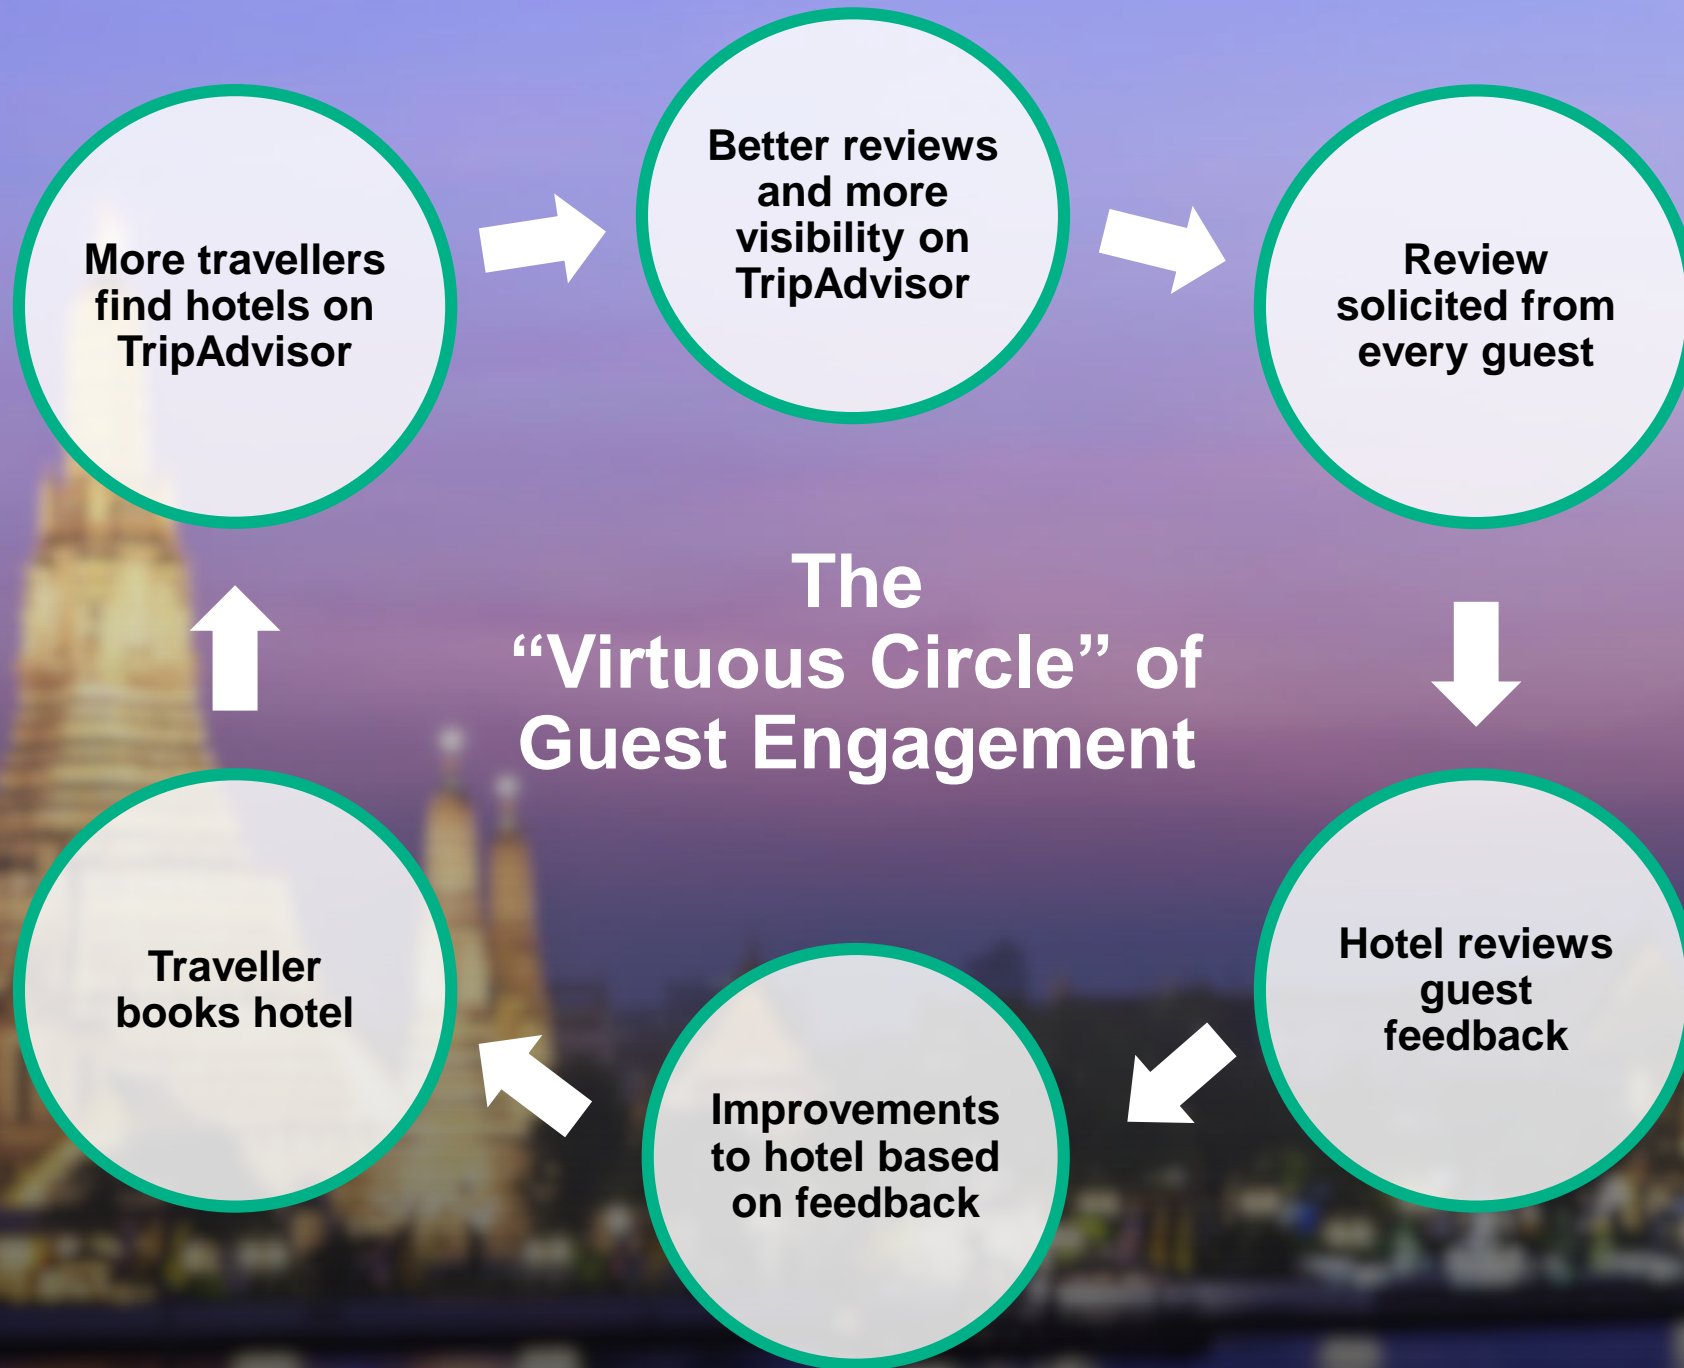 Better reviews
and more
visibility on
TripAdvisor
More travellers
find hotels on
TripAdvisor
Review
solicited from
every guest
The
“Virtuous Circle” of
Guest Engagement
Traveller
books hotel
Hotel reviews
guest
feedback
Improvements
to hotel based
on feedback